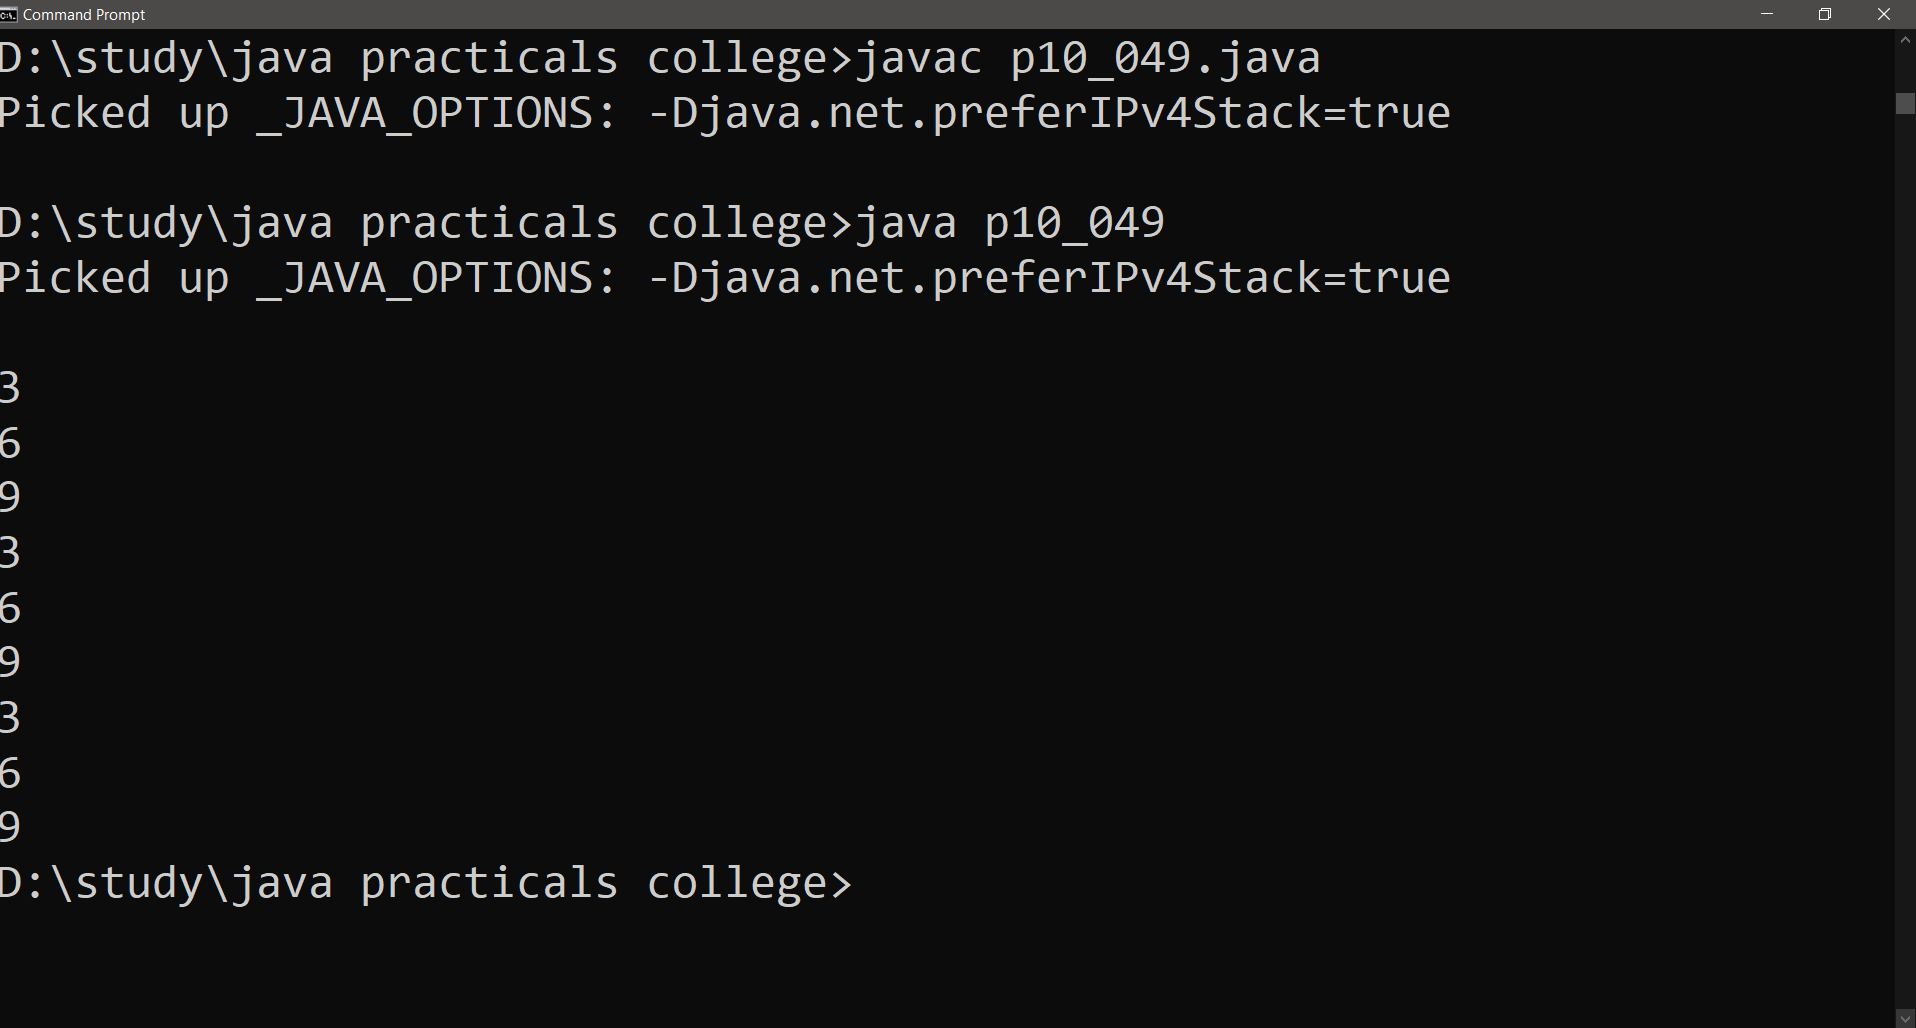 Command Prompt
D:\study\java practicals college>javac p10_049.java
Picked up _JAVA_OPTIONS: -Djava.net.preferIPv4Stack=true
D:\study\java practicals college>java p10_049
Picked up _JAVA_OPTIONS: -Djava.net.preferIPv4Stack=true
3
6
9
3
6
9
3
6
9
D:\study\java practicals college>